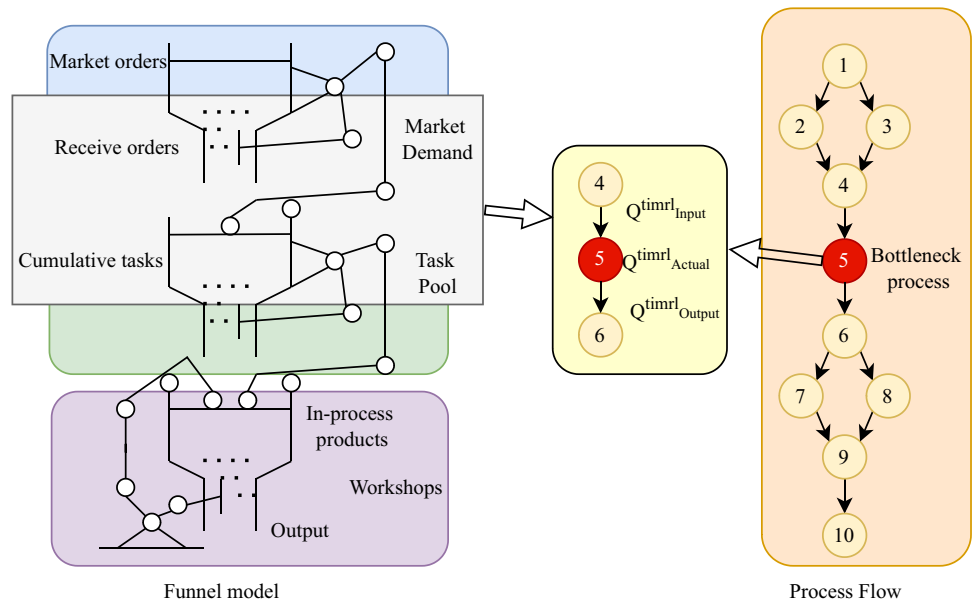 Market orders
Receive orders
Market
Demand
Cumulative tasks
Task
Pool
In-process
products
Workshops
Output
Funnel model
4
Q^timrl_Input
5
Q^timrl_Actual
6
Q^timrl_Output
1
2
3
4
5
Bottleneck
process
6
7
8
9
10
Process Flow